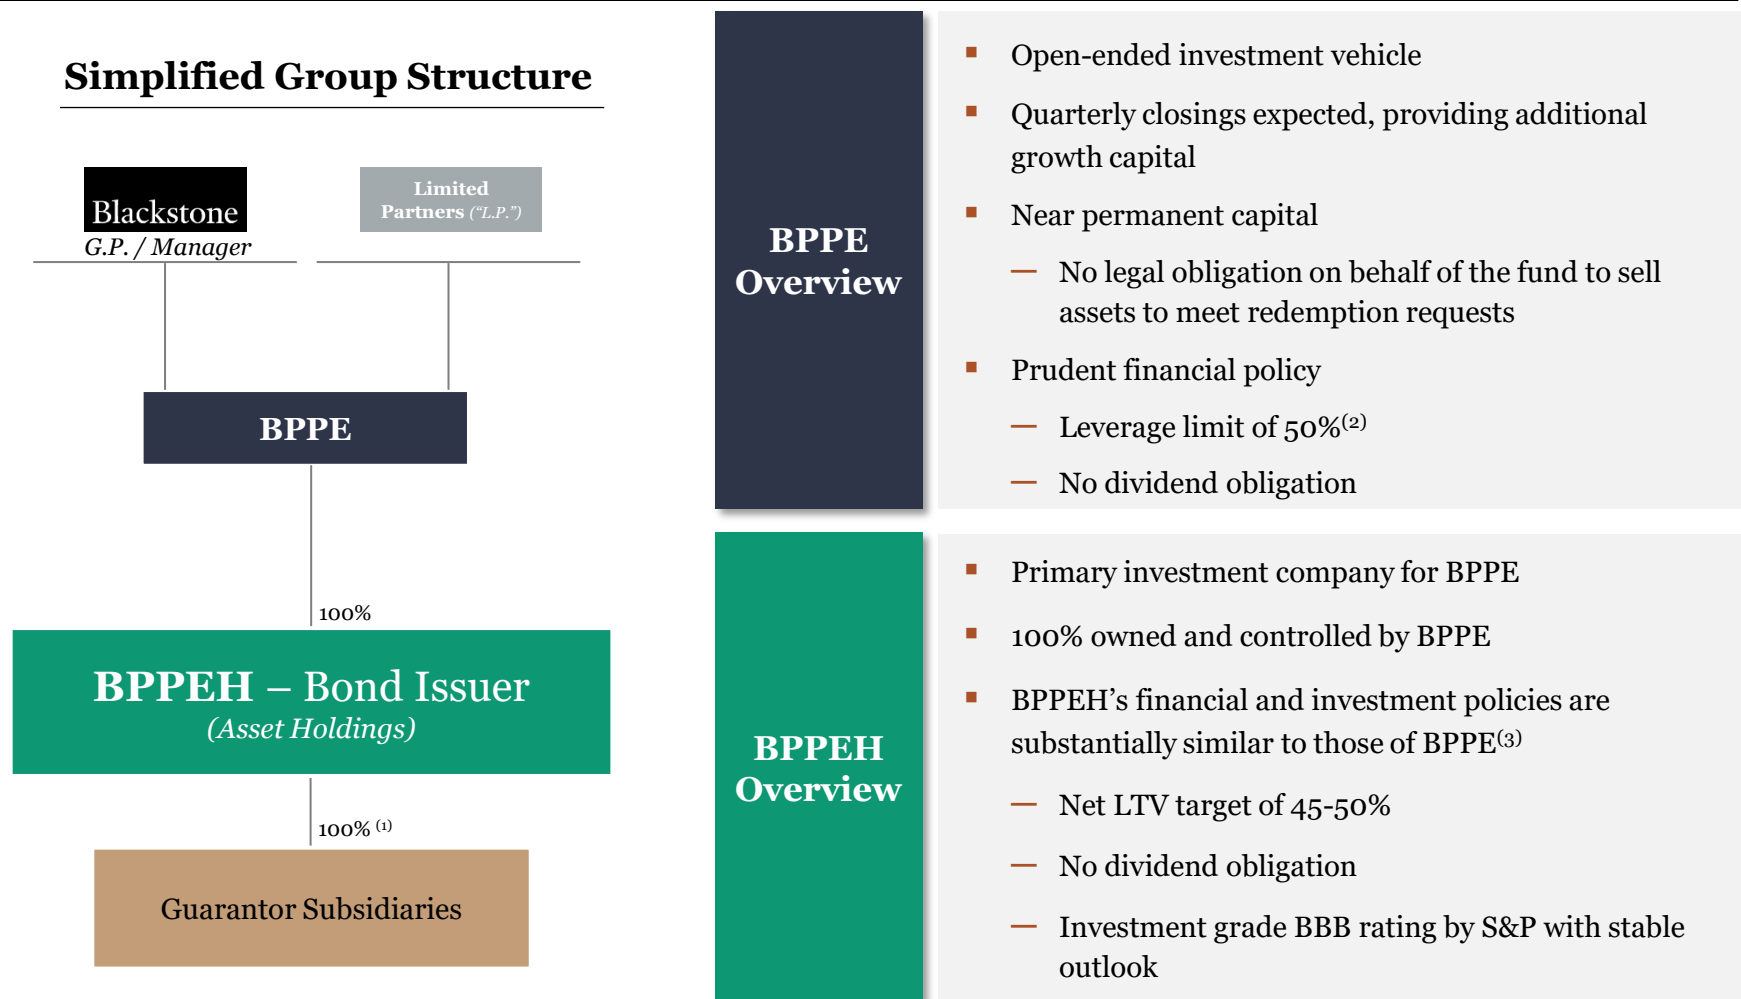 Simplified Group Structure
Blackstone
G.P. / Manager
Limited
Partners (“L.P.”)
BPPE
100%
BPPEH – Bond Issuer
(Asset Holdings)
100% (1)
Guarantor Subsidiaries
BPPE
Overview
▪ Open-ended investment vehicle
▪ Quarterly closings expected, providing additional
growth capital
▪ Near permanent capital
— No legal obligation on behalf of the fund to sell
assets to meet redemption requests
▪ Prudent financial policy
— Leverage limit of 50%(2)
— No dividend obligation
BPPEH
Overview
▪ Primary investment company for BPPE
▪ 100% owned and controlled by BPPE
▪ BPPEH’s financial and investment policies are
substantially similar to those of BPPE(3)
— Net LTV target of 45-50%
— No dividend obligation
— Investment grade BBB rating by S&P with stable
outlook